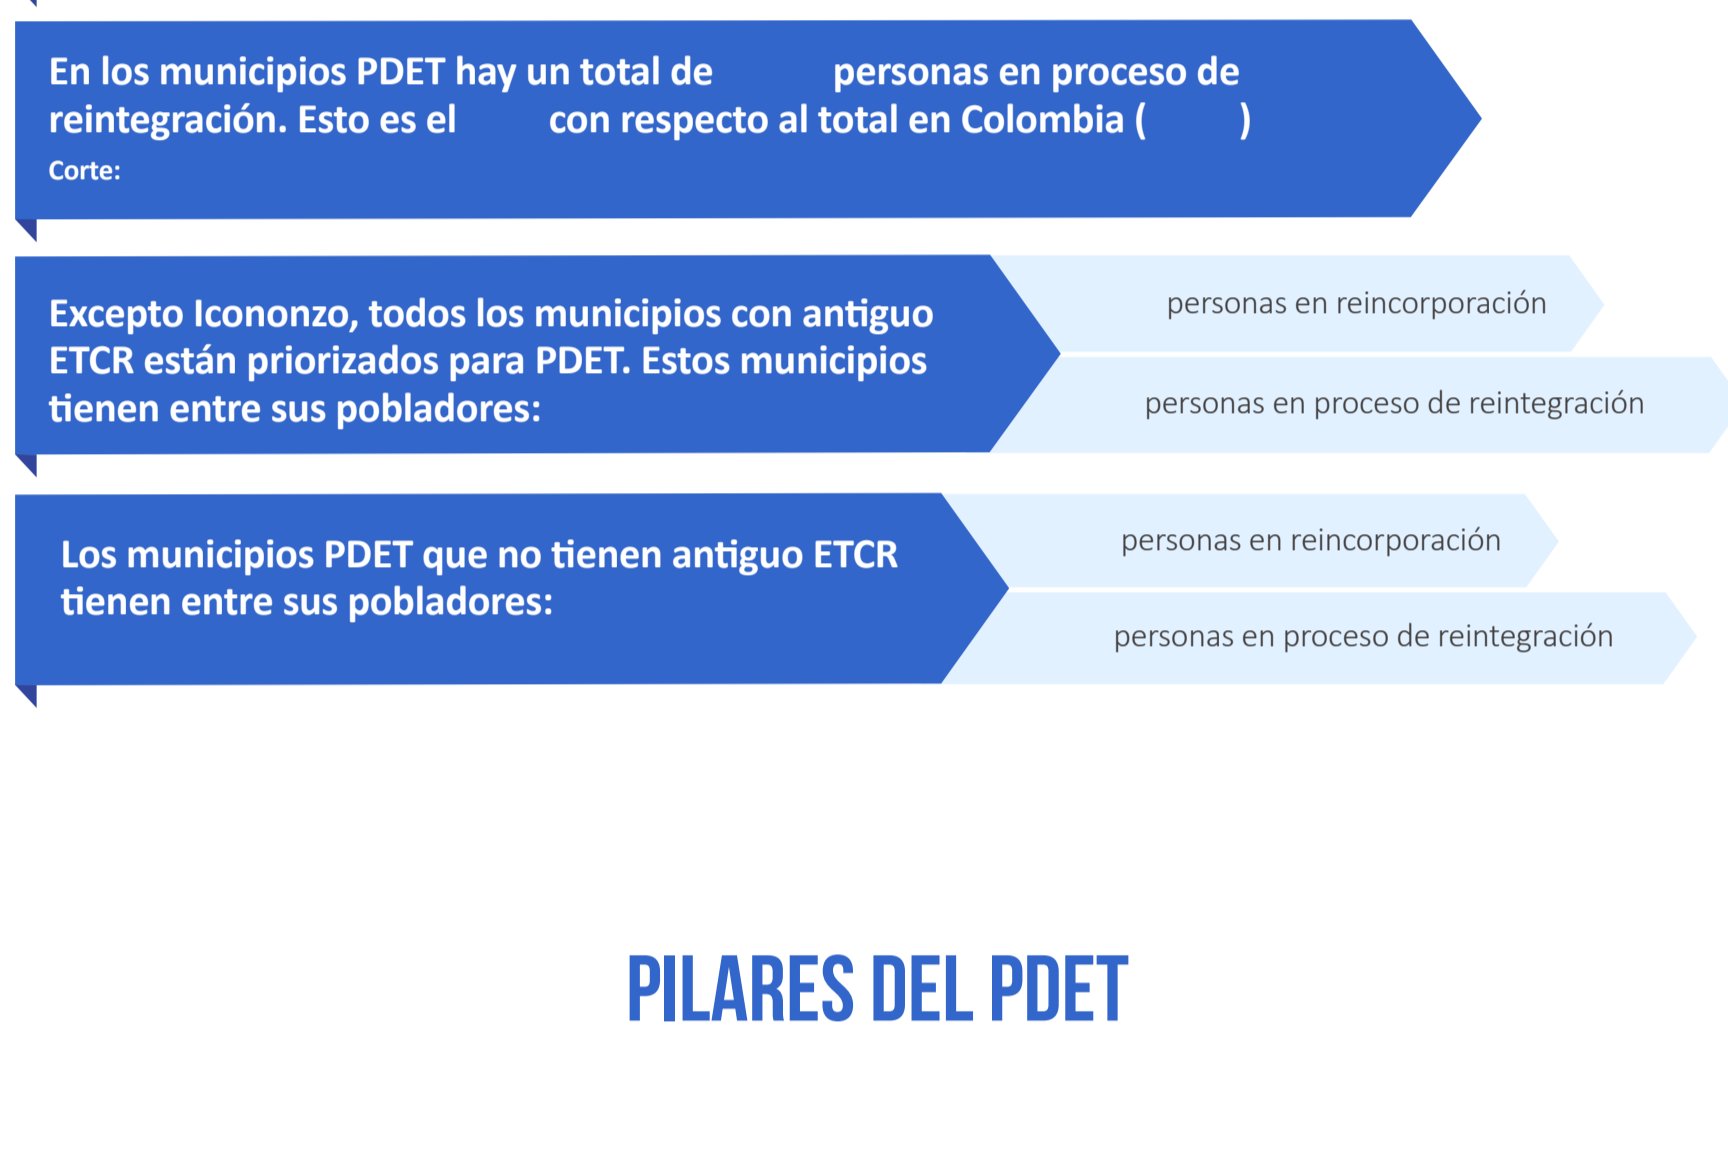 En los municipios PDET hay un total de personas en proceso de
reintegración. Esto es el con respecto al total en Colombia ( )
Corte:
Excepto Icononzo, todos los municipios con antiguo
ETCR están priorizados para PDET. Estos municipios
tienen entre sus pobladores:
personas en reincorporación
personas en proceso de reintegración
Los municipios PDET que no tienen antiguo ETCR
tienen entre sus pobladores:
personas en reincorporación
personas en proceso de reintegración
PILARES DEL PDET